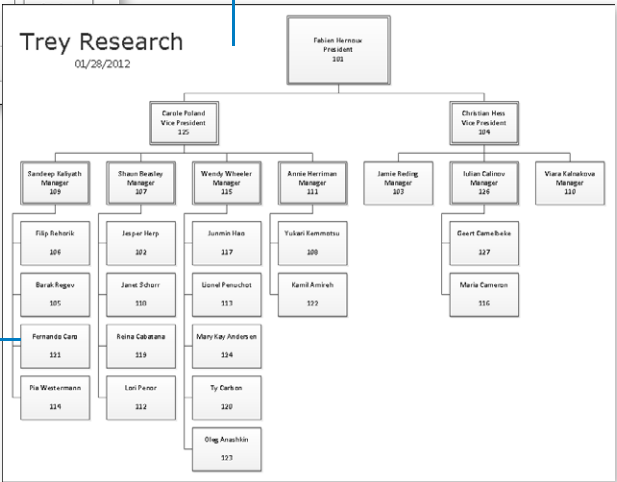 Trey Research
01/28/2012
Fabien Hernoux
President
101
Carole Poland
Vice President
125
Christian Hess
Vice President
104
Sandeep Kaliyath
Manager
109
Shaun Beasley
Manager
107
Wendy Wheeler
Manager
115
Annie Herriman
Manager
111
Jamie Reding
Manager
103
Iulian Calinov
Manager
126
Viara Kalnakova
Manager
110
Filip Rehorik
106
Jesper Herp
102
Junmin Hao
117
Yukari Kemmotsu
108
Geert Camelbeke
127
Barak Regev
105
Janet Schorr
118
Lionel Penuchot
113
Kamil Amireh
122
Maria Cameron
116
Fernando Caro
121
Reina Cabatana
119
Mary Kay Andersen
124
Pia Westermann
114
Lori Penor
112
Ty Carlson
120
Oleg Anashkin
123